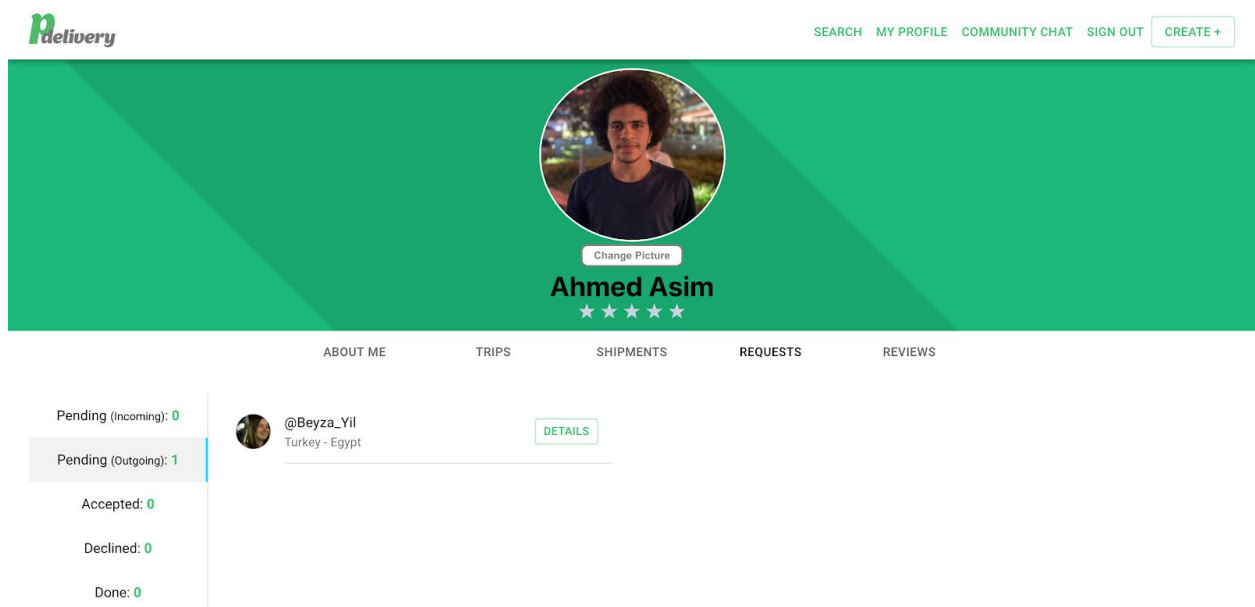 pdelivery
SEARCH MY PROFILE COMMUNITY CHAT SIGN OUT CREATE +
Change Picture
Ahmed Asim
ABOUT ME TRIPS SHIPMENTS REQUESTS REVIEWS
Pending (Incoming): 0
Pending (Outgoing): 1
Accepted: 0
Declined: 0
Done: 0
@Beyza_Yil
Turkey - Egypt
DETAILS